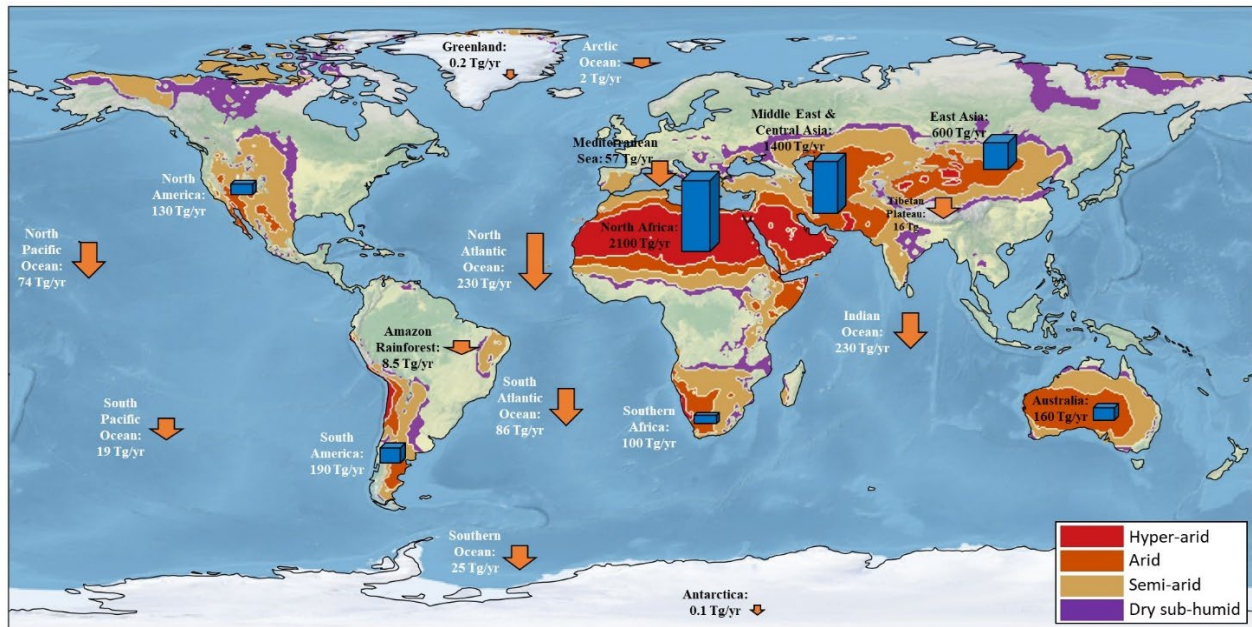 Greenland:
0.2 Tg/yr
Arctic
Ocean:
2 Tg/yr
Middle East &
Central Asia:
1400 Tg/yr
East Asia:
600 Tg/yr
Mediterranean
Sea: 57 Tg/yr
North
America:
130 Tg/yr
Tibetan
Plateau:
16 Tg
North
Pacific
Ocean:
74 Tg/yr
North
Atlantic
Ocean:
230 Tg/yr
North Africa:
2100 Tg/yr
Indian
Ocean:
230 Tg/yr
Amazon
Rainforest:
8.5 Tg/yr
South
Pacific
Ocean:
19 Tg/yr
South
Atlantic
Ocean:
86 Tg/yr
Southern
Africa:
100 Tg/yr
Australia:
160 Tg/yr
South
America:
190 Tg/yr
Southern
Ocean:
25 Tg/yr
Antarctica:
0.1 Tg/yr
Hyper-arid
Arid
Semi-arid
Dry sub-humid